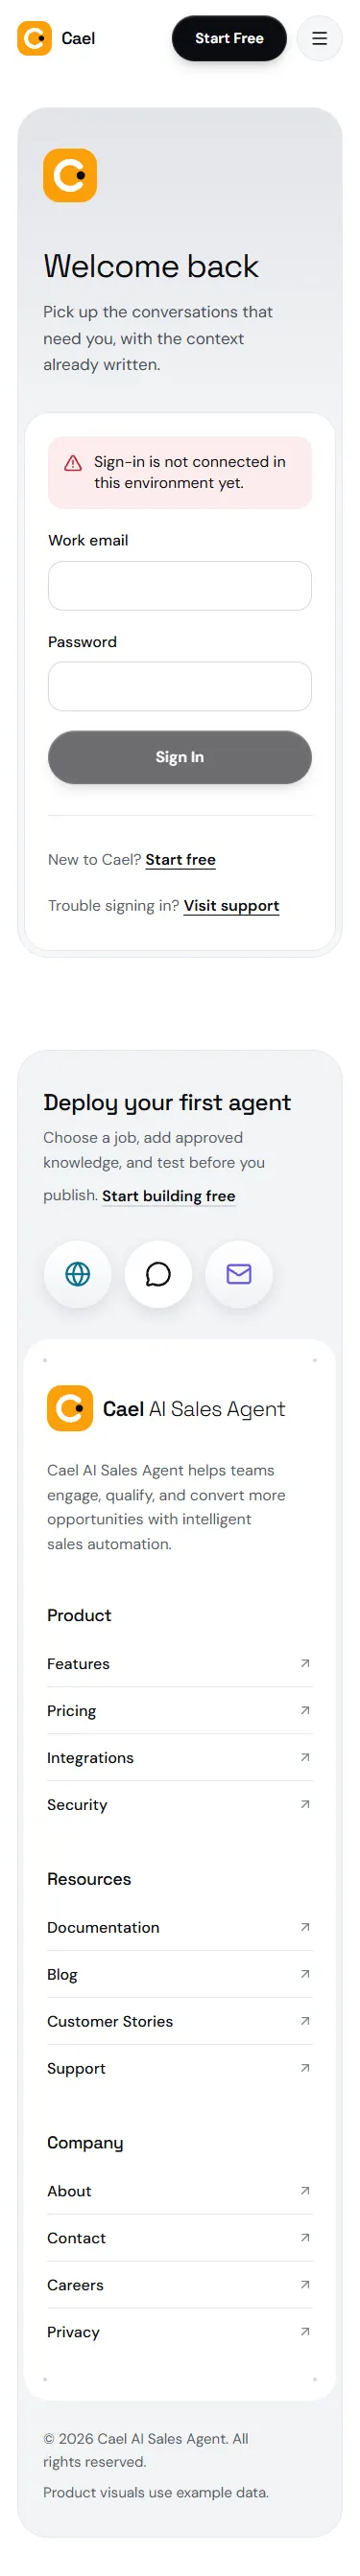 Cael
Start Free
Welcome back
Pick up the conversations that
need you, with the context
already written.
Sign-in is not connected in
this environment yet.
Work email
Password
Sign In
New to Cael? Start free
Trouble signing in? Visit support
Deploy your first agent
Choose a job, add approved
knowledge, and test before you
publish. Start building free
Cael AI Sales Agent
Cael AI Sales Agent helps teams
engage, qualify, and convert more
opportunities with intelligent
sales automation.
Product
Features
Pricing
Integrations
Security
Resources
Documentation
Blog
Customer Stories
Support
Company
About
Contact
Careers
Privacy
© 2026 Cael AI Sales Agent. All
rights reserved.
Product visuals use example data.